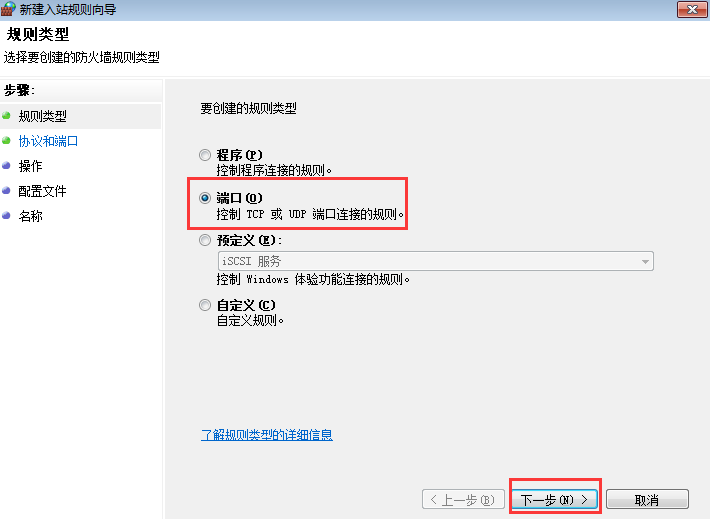 新建入站规则向导
规则类型
选择要创建的防火墙规则类型
步骤:
规则类型
协议和端口
操作
配置文件
名称
要创建的规则类型
程序(P)
控制程序连接的规则。
端口(O)
控制 TCP 或 UDP 端口连接的规则。
预定义(E):
iSCSI 服务
控制 Windows 体验功能连接的规则。
自定义(C)
自定义规则。
了解规则类型的详细信息
< 上一步(B)
下一步(N) >
取消